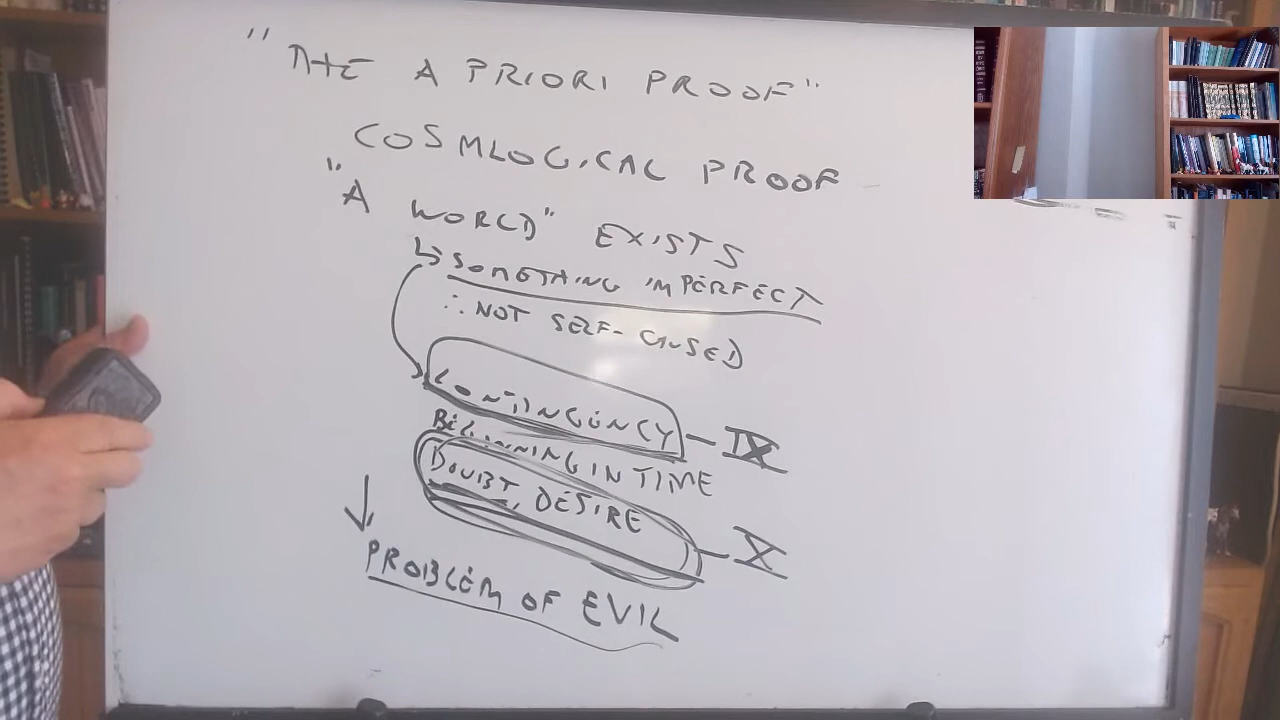 "THE A PRIORI PROOF"
COSMLOGICAL PROOF
"A WORLD" EXISTS
↳ SOMETHING IMPERFECT
∴ NOT SELF-CAUSED
CONTINGENCY – IX
BEGINNING IN TIME
DOUBT, DESIRE – X
PROBLEM OF EVIL